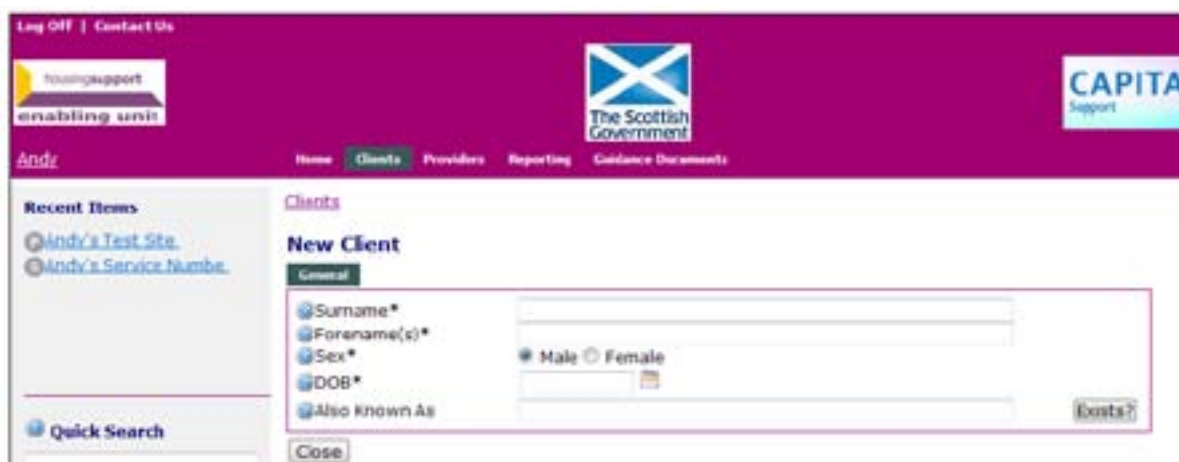 Log Off | Contact Us
housingsupport
enabling unit
The Scottish
Government
CAPITA
Support
Andy
Home Clients Providers Reporting Guidance Documents
Recent Items
Andy's Test Site.
Andy's Service Numbe.
Quick Search
Clients
New Client
General
Surname*
Forename(s)*
Sex* Male Female
DOB*
Also Known As Exists?
Close